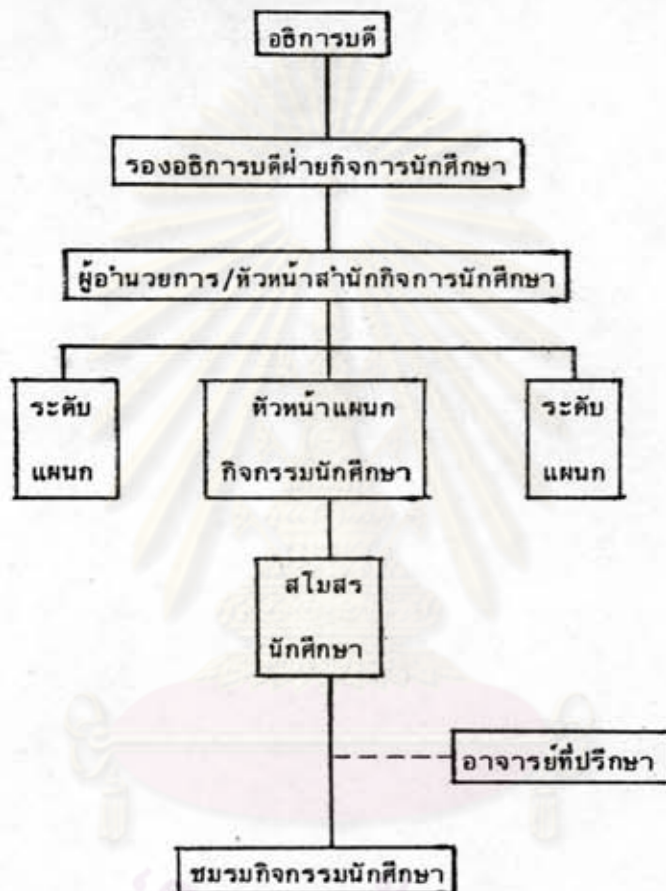 อธิการบดี
รองอธิการบดีฝ่ายกิจการนักศึกษา
ผู้อำนวยการ/หัวหน้าสำนักกิจการนักศึกษา
ระดับ
แผนก
หัวหน้าแผนก
กิจกรรมนักศึกษา
ระดับ
แผนก
สโมสร
นักศึกษา
อาจารย์ที่ปรึกษา
ชมรมกิจกรรมนักศึกษา